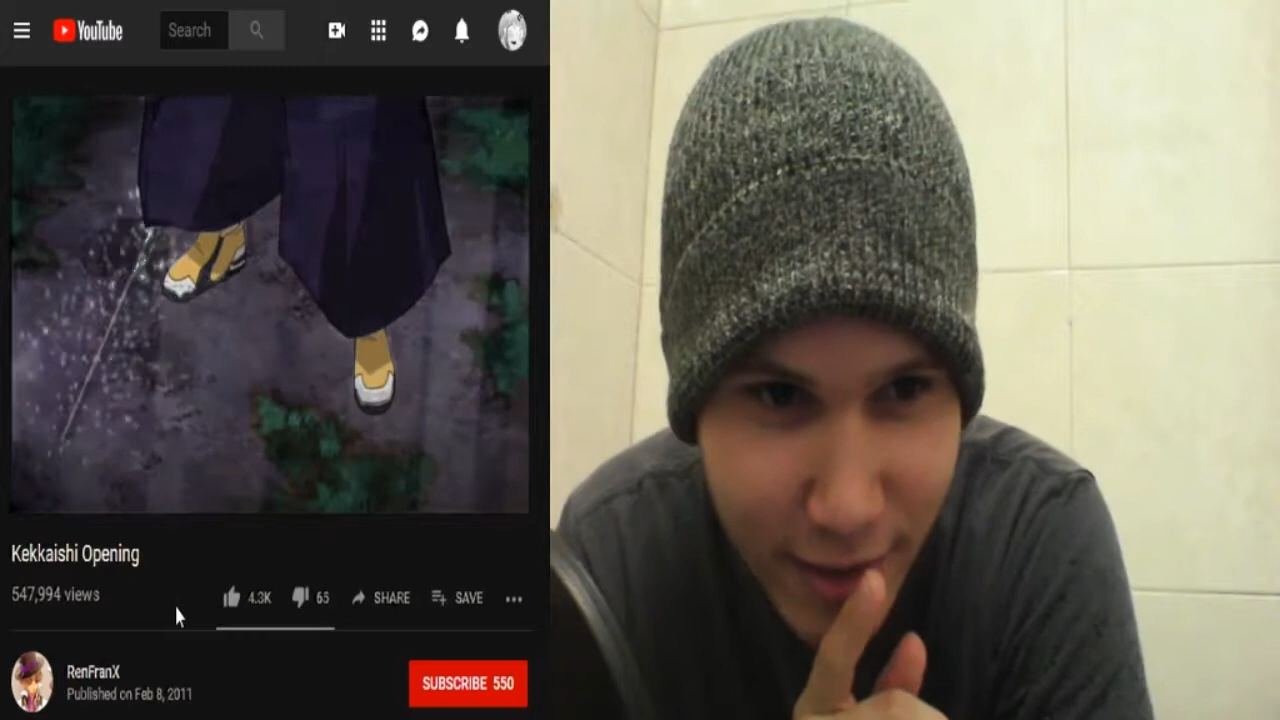 YouTube
Search
Kekkaishi Opening
547,994 views
4.3K 65 SHARE SAVE
RenFranX
Published on Feb 8, 2011
SUBSCRIBE 550